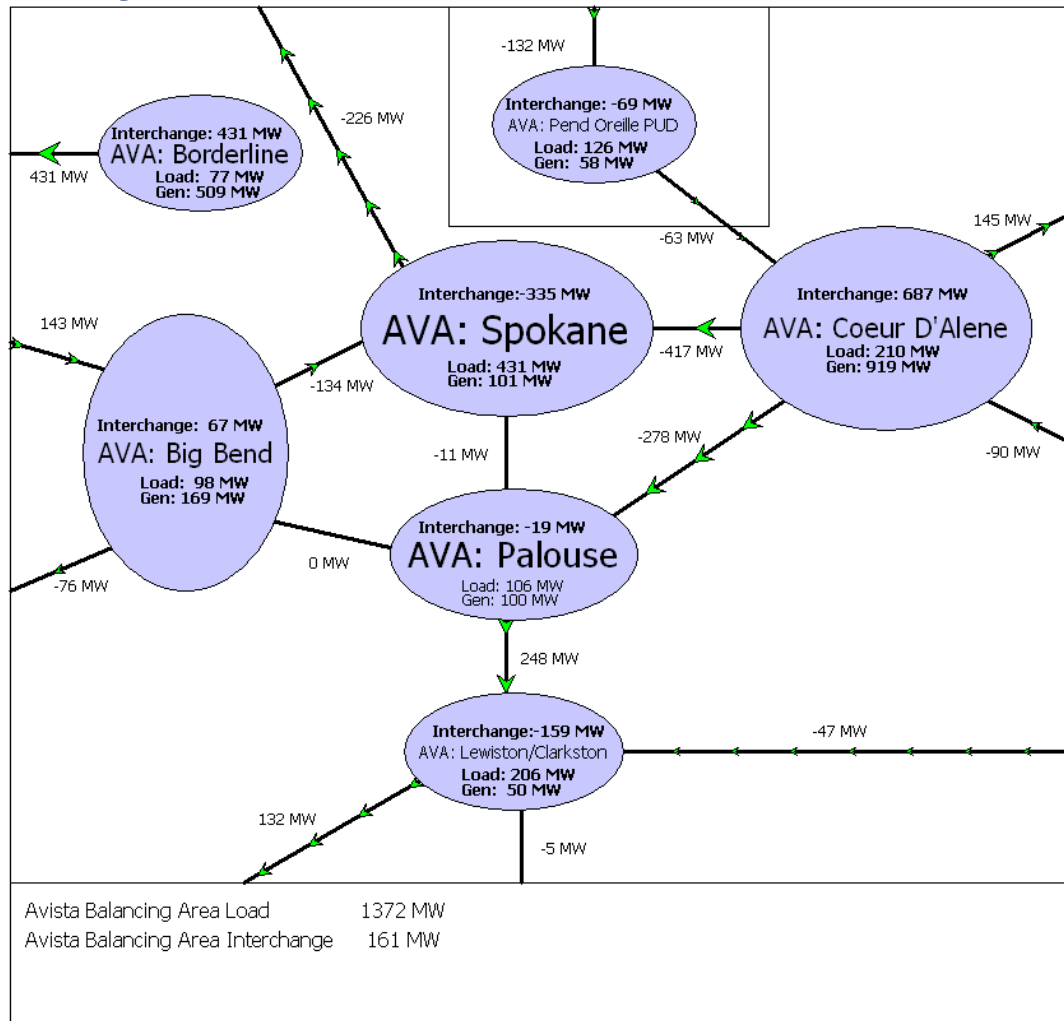 -132 MW
Interchange: -69 MW
AVA: Pend Oreille PUD
Load: 126 MW
Gen: 58 MW
-226 MW
Interchange: 431 MW
AVA: Borderline
Load: 77 MW
Gen: 509 MW
431 MW
-63 MW
145 MW
Interchange:-335 MW
AVA: Spokane
Load: 431 MW
Gen: 101 MW
Interchange: 687 MW
AVA: Coeur D'Alene
Load: 210 MW
Gen: 919 MW
143 MW
-417 MW
-134 MW
Interchange: 67 MW
AVA: Big Bend
Load: 98 MW
Gen: 169 MW
-11 MW
-278 MW
-90 MW
Interchange: -19 MW
AVA: Palouse
Load: 106 MW
Gen: 100 MW
0 MW
-76 MW
248 MW
Interchange:-159 MW
AVA: Lewiston/Clarkston
Load: 206 MW
Gen: 50 MW
-47 MW
132 MW
-5 MW
Avista Balancing Area Load 1372 MW
Avista Balancing Area Interchange 161 MW